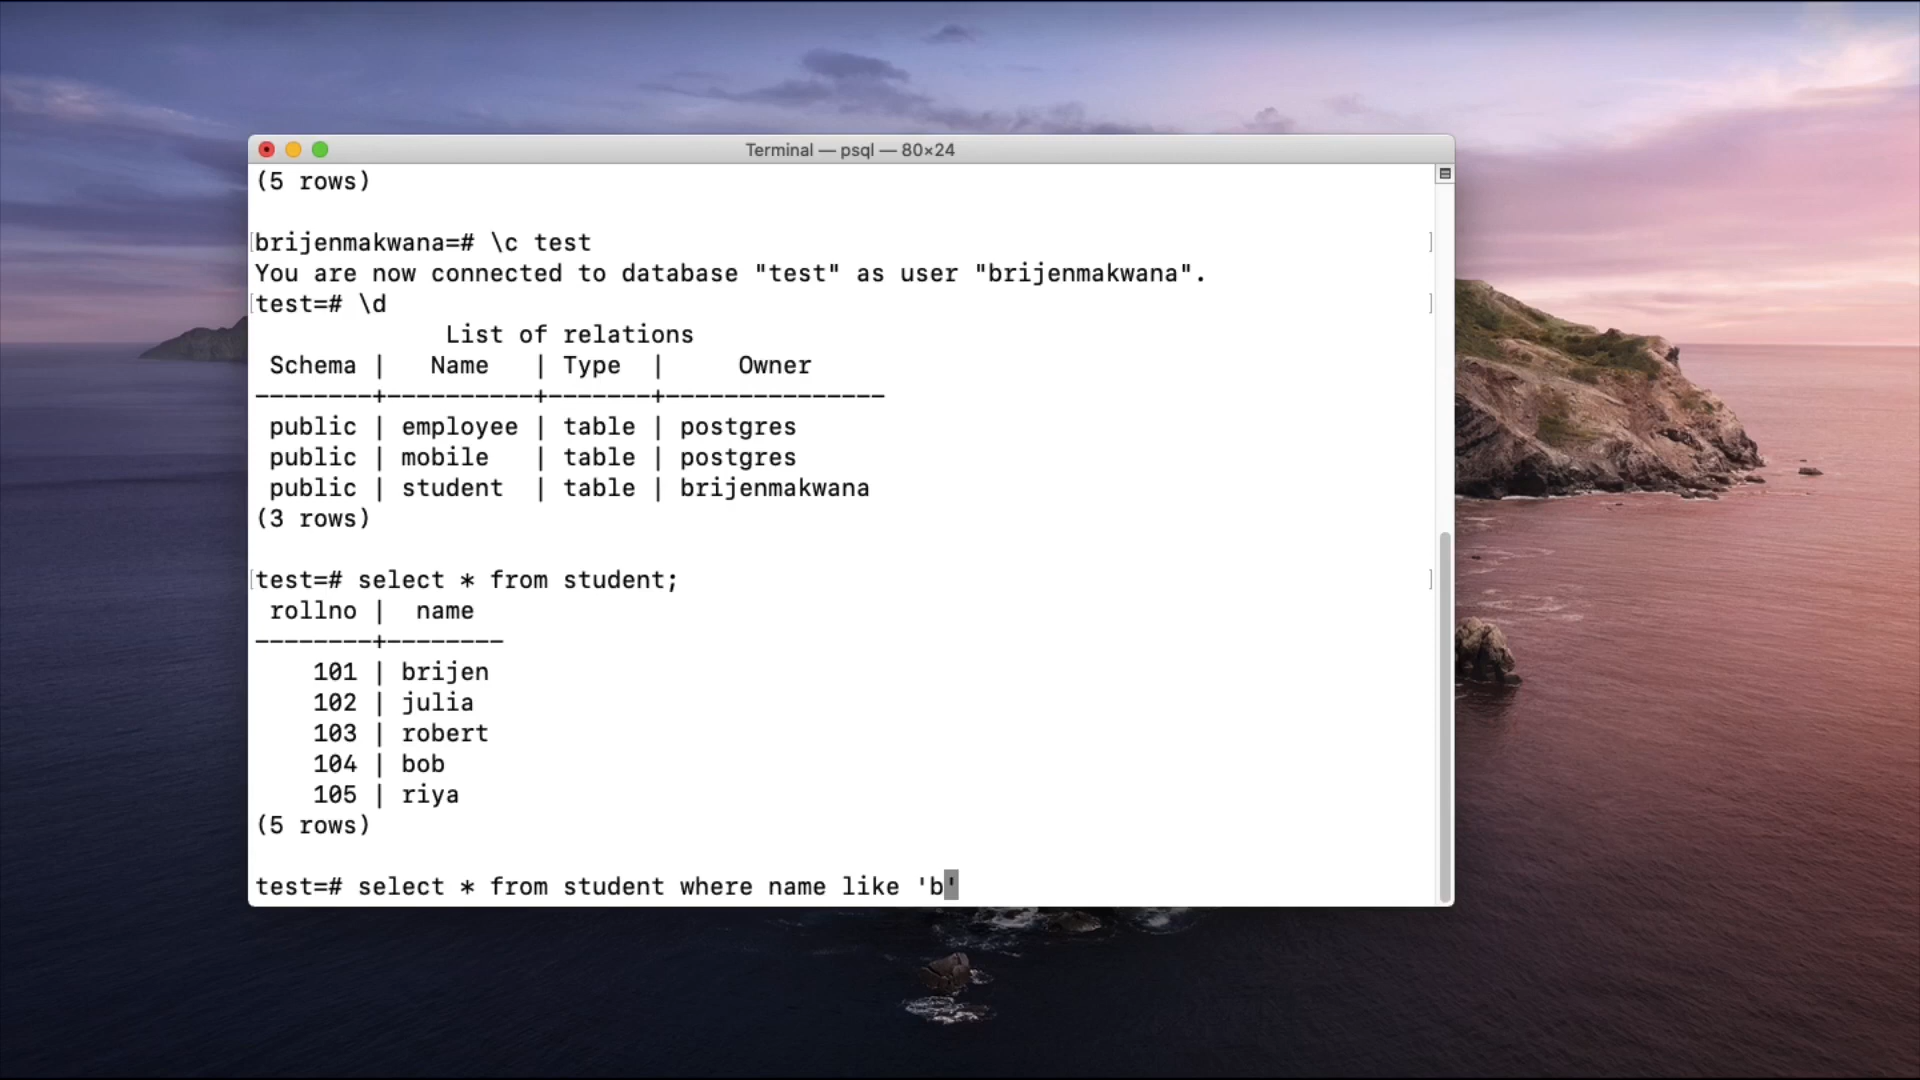 Terminal — psql — 80×24
(5 rows)
brijenmakwana=# \c test
You are now connected to database "test" as user "brijenmakwana".
test=# \d
List of relations
Schema | Name | Type | Owner
--------+----------+-------+---------------
public | employee | table | postgres
public | mobile | table | postgres
public | student | table | brijenmakwana
(3 rows)
test=# select * from student;
rollno | name
--------+--------
101 | brijen
102 | julia
103 | robert
104 | bob
105 | riya
(5 rows)
test=# select * from student where name like 'b'